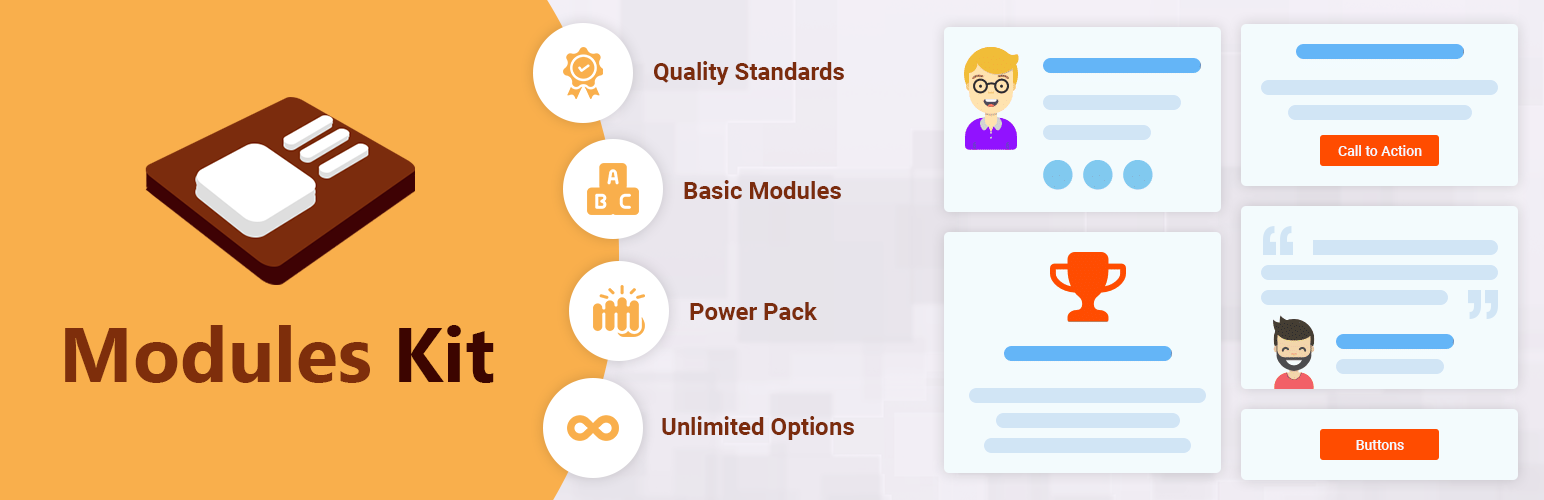 Modules Kit
Quality Standards
A
B C
Basic Modules
Power Pack
Unlimited Options
Call to Action
Buttons